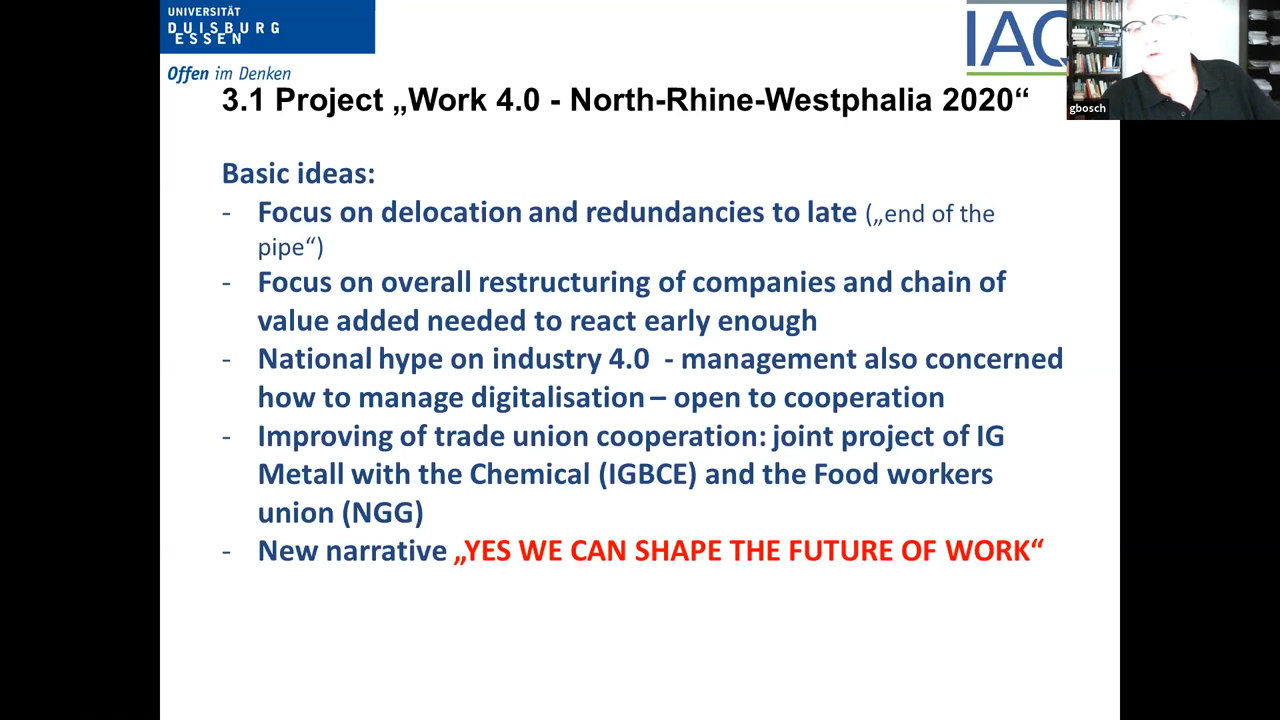 UNIVERSITÄT
DUISBURG
ESSEN
Offen im Denken
IAQ
gbosch
3.1 Project „Work 4.0 - North-Rhine-Westphalia 2020“
Basic ideas:
- Focus on delocation and redundancies to late („end of the
pipe“)
- Focus on overall restructuring of companies and chain of
value added needed to react early enough
- National hype on industry 4.0 - management also concerned
how to manage digitalisation – open to cooperation
- Improving of trade union cooperation: joint project of IG
Metall with the Chemical (IGBCE) and the Food workers
union (NGG)
- New narrative „YES WE CAN SHAPE THE FUTURE OF WORK“